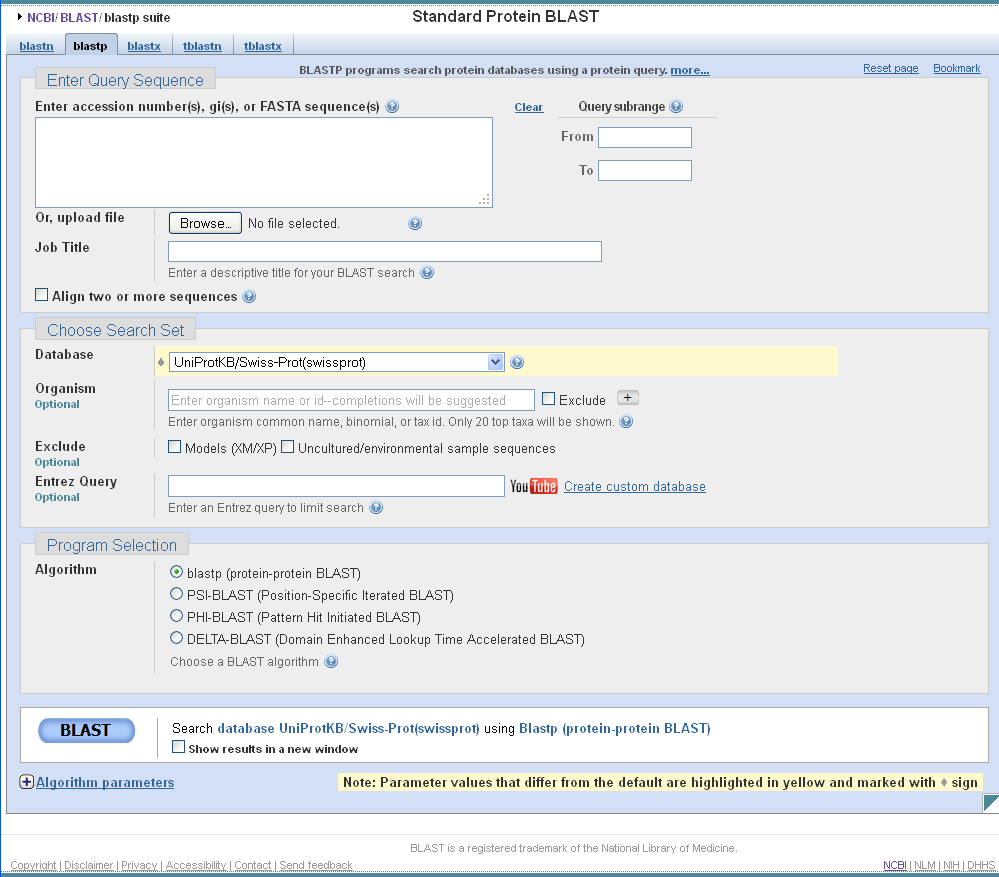 NCBI/ BLAST/ blastp suite
Standard Protein BLAST
blastn blastp blastx tblastn tblastx
BLASTP programs search protein databases using a protein query. more...
Reset page Bookmark
Enter Query Sequence
Enter accession number(s), gi(s), or FASTA sequence(s)
Clear
Query subrange
From
To
Or, upload file
Browse... No file selected.
Job Title
Enter a descriptive title for your BLAST search
Align two or more sequences
Choose Search Set
Database
UniProtKB/Swiss-Prot(swissprot)
Organism
Optional
Enter organism name or id--completions will be suggested
Exclude +
Enter organism common name, binomial, or tax id. Only 20 top taxa will be shown.
Exclude
Optional
Models (XM/XP) Uncultured/environmental sample sequences
Entrez Query
Optional
YouTube Create custom database
Enter an Entrez query to limit search
Program Selection
Algorithm
blastp (protein-protein BLAST)
PSI-BLAST (Position-Specific Iterated BLAST)
PHI-BLAST (Pattern Hit Initiated BLAST)
DELTA-BLAST (Domain Enhanced Lookup Time Accelerated BLAST)
Choose a BLAST algorithm
BLAST
Search database UniProtKB/Swiss-Prot(swissprot) using Blastp (protein-protein BLAST)
Show results in a new window
Algorithm parameters
Note: Parameter values that differ from the default are highlighted in yellow and marked with ♦ sign
BLAST is a registered trademark of the National Library of Medicine.
Copyright | Disclaimer | Privacy | Accessibility | Contact | Send feedback
NCBI | NLM | NIH | DHHS